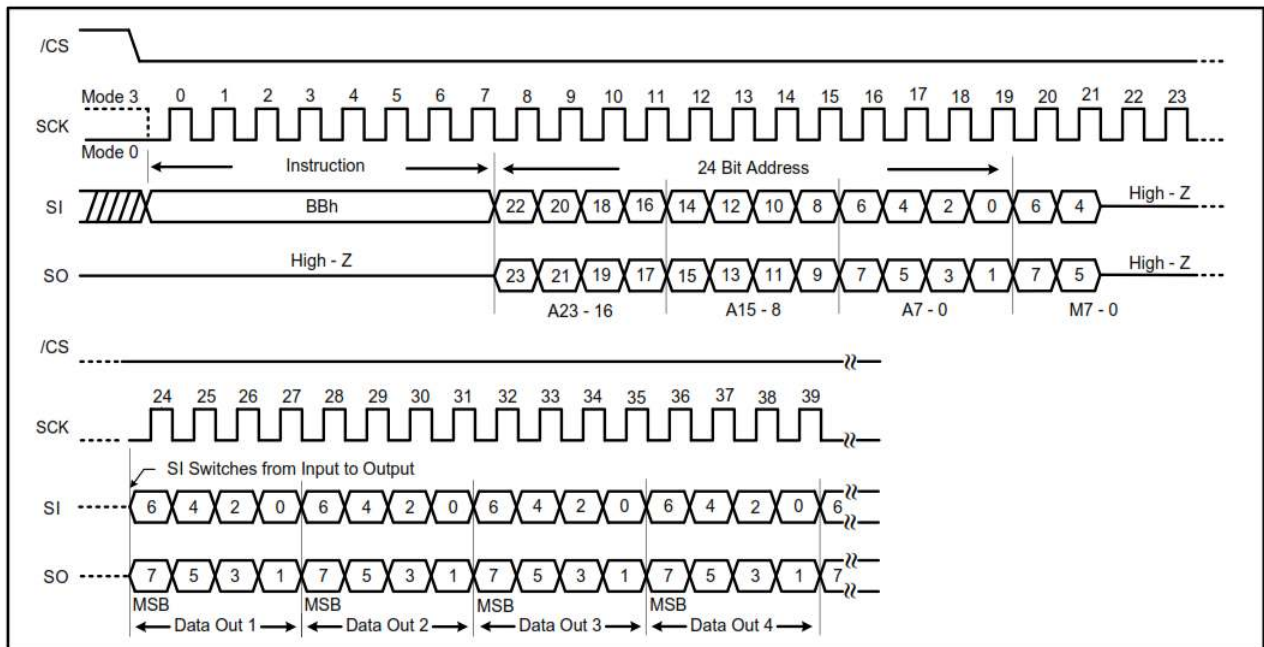 /CS
Mode 3 0 1 2 3 4 5 6 7 8 9 10 11 12 13 14 15 16 17 18 19 20 21 22 23
SCK
Mode 0
Instruction 24 Bit Address
SI BBh 22 20 18 16 14 12 10 8 6 4 2 0 6 4 High - Z
SO High - Z 23 21 19 17 15 13 11 9 7 5 3 1 7 5 High - Z
A23 - 16 A15 - 8 A7 - 0 M7 - 0
/CS
24 25 26 27 28 29 30 31 32 33 34 35 36 37 38 39
SCK
SI Switches from Input to Output
SI 6 4 2 0 6 4 2 0 6 4 2 0 6 4 2 0 6
SO 7 5 3 1 7 5 3 1 7 5 3 1 7 5 3 1 7
MSB MSB MSB MSB
Data Out 1 Data Out 2 Data Out 3 Data Out 4